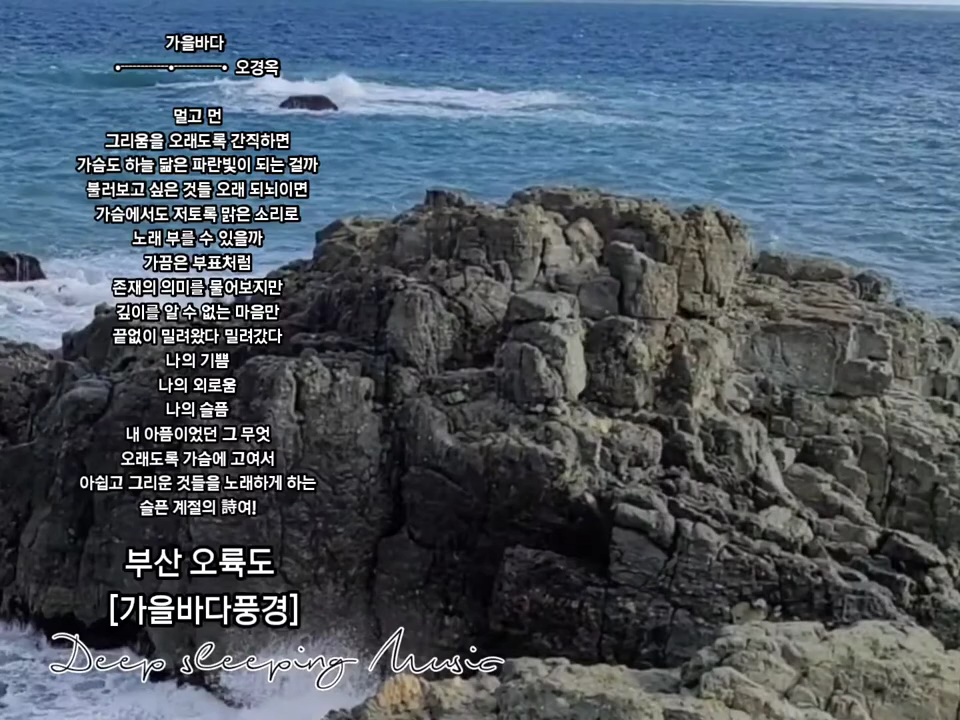 가을바다
오경옥
멀고 먼
그리움을 오래도록 간직하면
가슴도 하늘 닮은 파란빛이 되는 걸까
불러보고 싶은 것들 오래 되뇌이면
가슴에서도 저토록 맑은 소리로
노래 부를 수 있을까
가끔은 부표처럼
존재의 의미를 물어보지만
깊이를 알 수 없는 마음만
끝없이 밀려왔다 밀려갔다
나의 기쁨
나의 외로움
나의 슬픔
내 아픔이었던 그 무엇
오래도록 가슴에 고여서
아쉽고 그리운 것들을 노래하게 하는
슬픈 계절의 詩여!
부산 오륙도
[가을바다풍경]
Deep sleeping Music